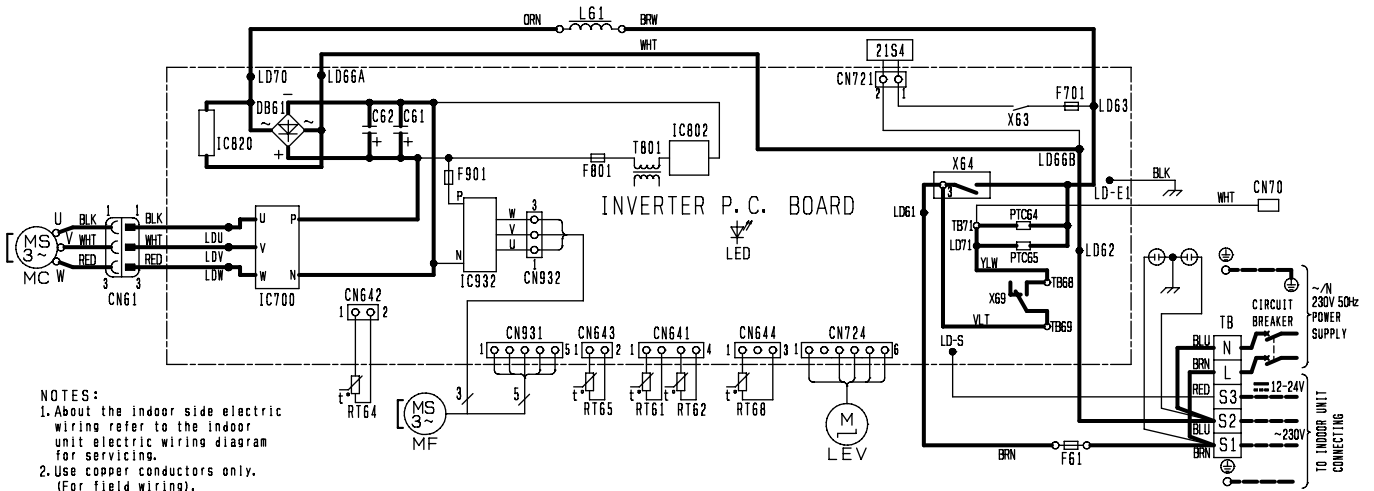 L61
ORN
BRW
WHT
21S4
LD70
LD66A
CN721
2
1
F701
LD63
DB61
−
~
~
+
C62
C61
+
+
IC820
X63
IC802
T801
F801
F901
LD66B
X64
3
BLK
LD-E1
CN70
WHT
INVERTER P.C. BOARD
LED
P
N
IC932
W
V
U
3
1
CN932
LD61
TB71
PTC64
LD71
PTC65
LD62
YLW
TB68
X69
VLT
TB69
U
V
W
MS
3~
MC
BLK
WHT
RED
1
1
3
3
CN61
BLK
WHT
RED
LDU
LDV
LDW
U
V
W
P
N
IC700
CN642
1
2
t°
RT64
CN931
1
5
3
5
MS
3~
MF
CN643
1
2
t°
RT65
CN641
1
4
t°
RT61
t°
RT62
CN644
1
3
t°
RT68
CN724
1
6
M
LEV
LD-S
TB
N
L
S3
S2
S1
BLU
BRN
RED
BLU
BRN
BRN
F61
CIRCUIT
BREAKER
~/N
230V 50Hz
POWER
SUPPLY
12-24V
~230V
TO INDOOR UNIT
CONNECTING
NOTES:
1. About the indoor side electric
wiring refer to the indoor
unit electric wiring diagram
for servicing.
2. Use copper conductors only.
(For field wiring).